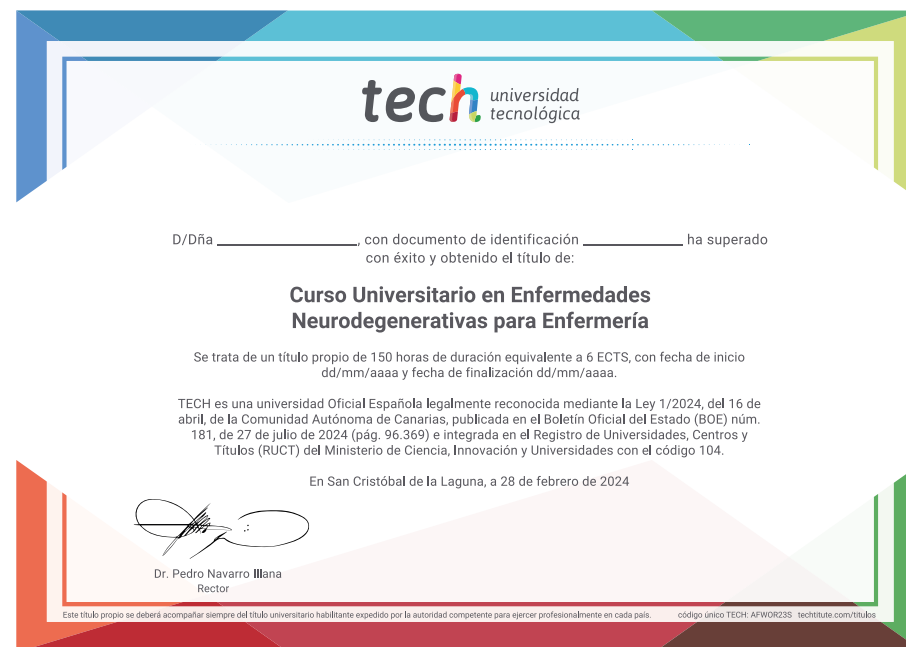 tech universidad
tecnológica
D/Dña ____________, con documento de identificación ____________ ha superado
con éxito y obtenido el título de:
Curso Universitario en Enfermedades
Neurodegenerativas para Enfermería
Se trata de un título propio de 150 horas de duración equivalente a 6 ECTS, con fecha de inicio
dd/mm/aaaa y fecha de finalización dd/mm/aaaa.
TECH es una universidad Oficial Española legalmente reconocida mediante la Ley 1/2024, del 16 de
abril, de la Comunidad Autónoma de Canarias, publicada en el Boletín Oficial del Estado (BOE) núm.
181, de 27 de julio de 2024 (pág. 96.369) e integrada en el Registro de Universidades, Centros y
Títulos (RUCT) del Ministerio de Ciencia, Innovación y Universidades con el código 104.
En San Cristóbal de la Laguna, a 28 de febrero de 2024
Dr. Pedro Navarro Illana
Rector
Este título propio se deberá acompañar siempre del título universitario habilitante expedido por la autoridad competente para ejercer profesionalmente en cada país. código único TECH: AFWOR23S techtitute.com/titulos